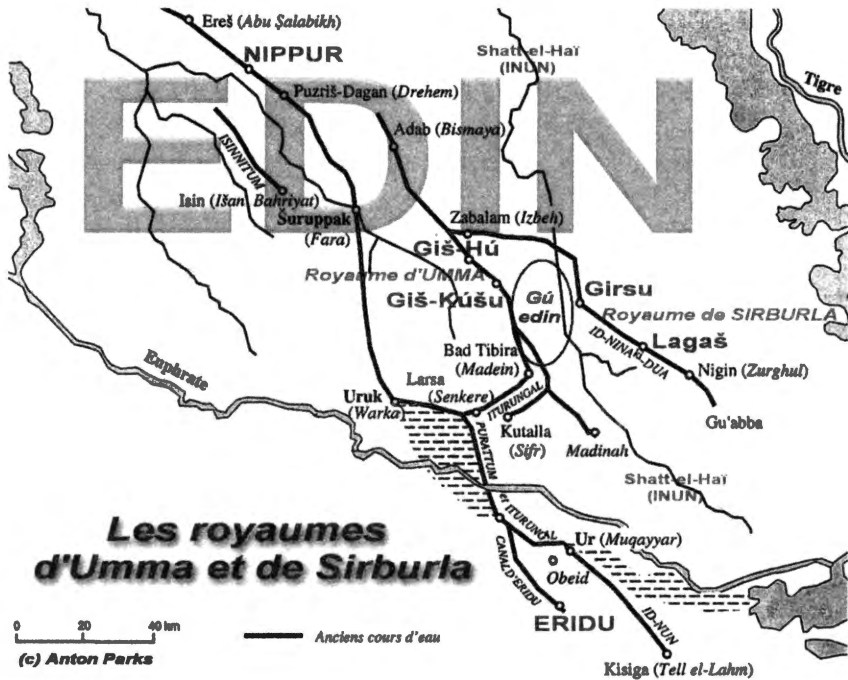 EDIN
Ereš (Abu Ṣalabikh)
NIPPUR
Shatt-el-Haï
(INUN)
Tigre
Puzriš-Dagan (Drehem)
Adab (Bismaya)
ISINNITUM
Isin (Išan Bahriyat)
Šuruppak
(Fara)
Zabalam (Izbeh)
Giš-Hú
Royaume d'UMMA
Giš-Kúšu
Gú
edin
Girsu
Royaume de SIRBURLA
ID-NINA-EI-DUA
Lagaš
Nigin (Zurghul)
Gu'abba
Bad Tibira
(Madein)
Euphrate
Uruk
(Warka)
Larsa
(Senkere)
ITURUNGAL
Kutalla
(Sifr)
Madinah
PURATTUM
et ITURUNGAL
Shatt-el-Haï
(INUN)
Les royaumes
d'Umma et de Sirburla
Ur (Muqayyar)
Obeid
CANAL D'ERIDU
ERIDU
ID-NUN
Kisiga (Tell el-Lahm)
0 20 40 km
Anciens cours d'eau
(c) Anton Parks